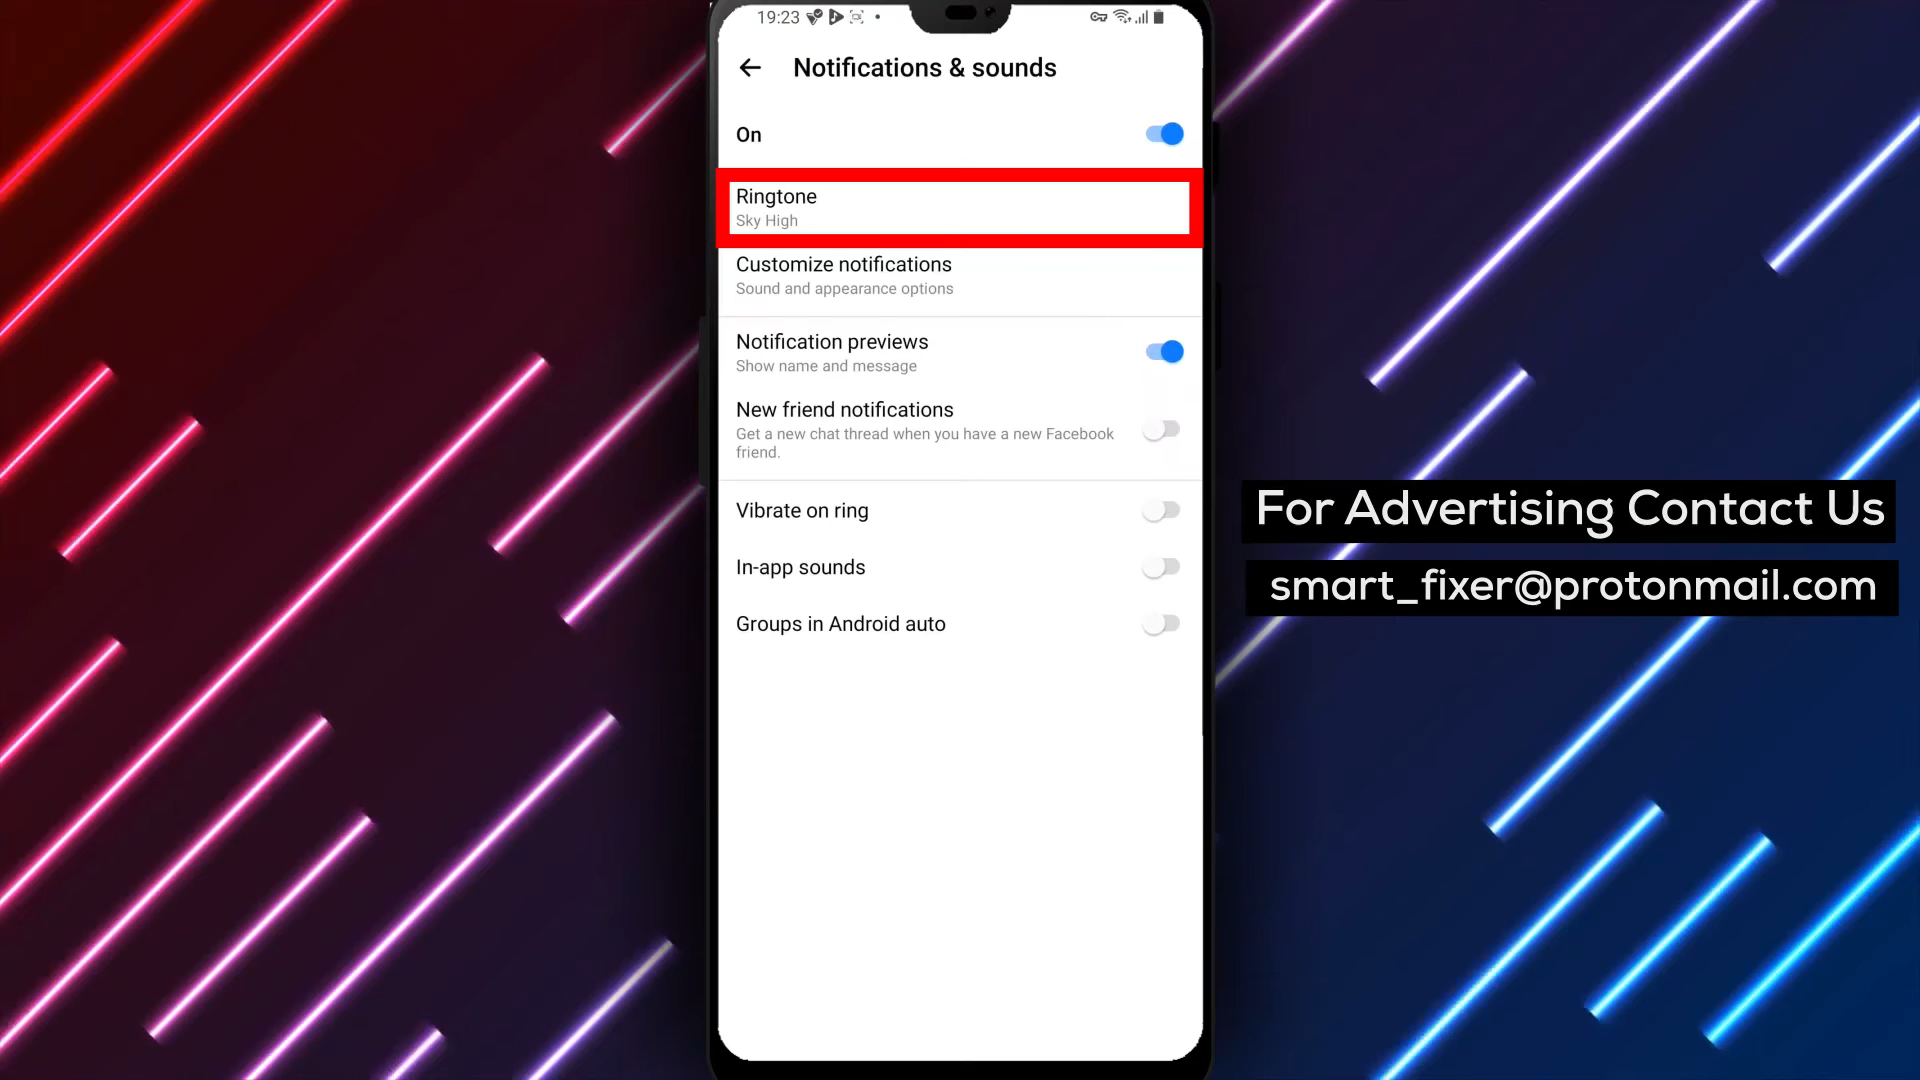 19:23
Notifications & sounds
On
Ringtone
Sky High
Customize notifications
Sound and appearance options
Notification previews
Show name and message
New friend notifications
Get a new chat thread when you have a new Facebook
friend.
Vibrate on ring
In-app sounds
Groups in Android auto
For Advertising Contact Us
smart_fixer@protonmail.com